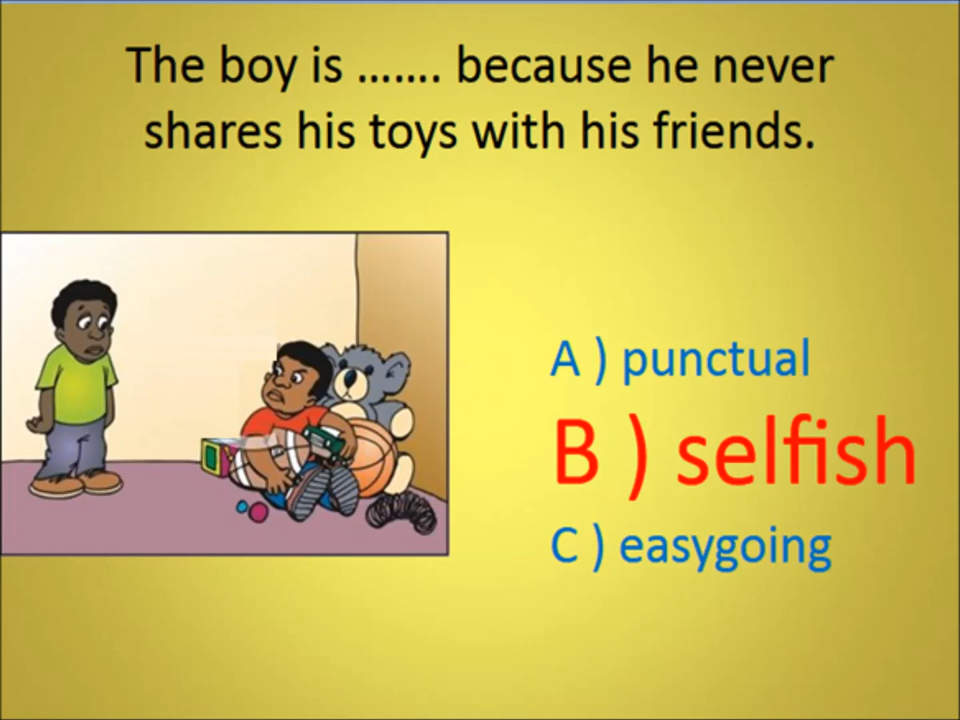 The boy is ....... because he never
shares his toys with his friends.
A ) punctual
B ) selfish
C ) easygoing